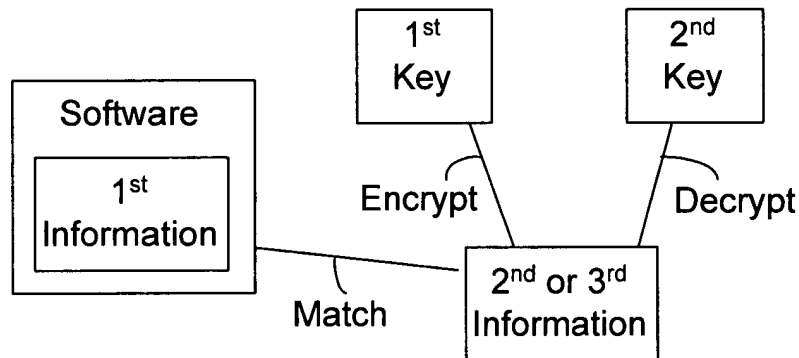 1st
Key
2nd
Key
Software
1st
Information
Encrypt
Decrypt
Match
2nd or 3rd
Information